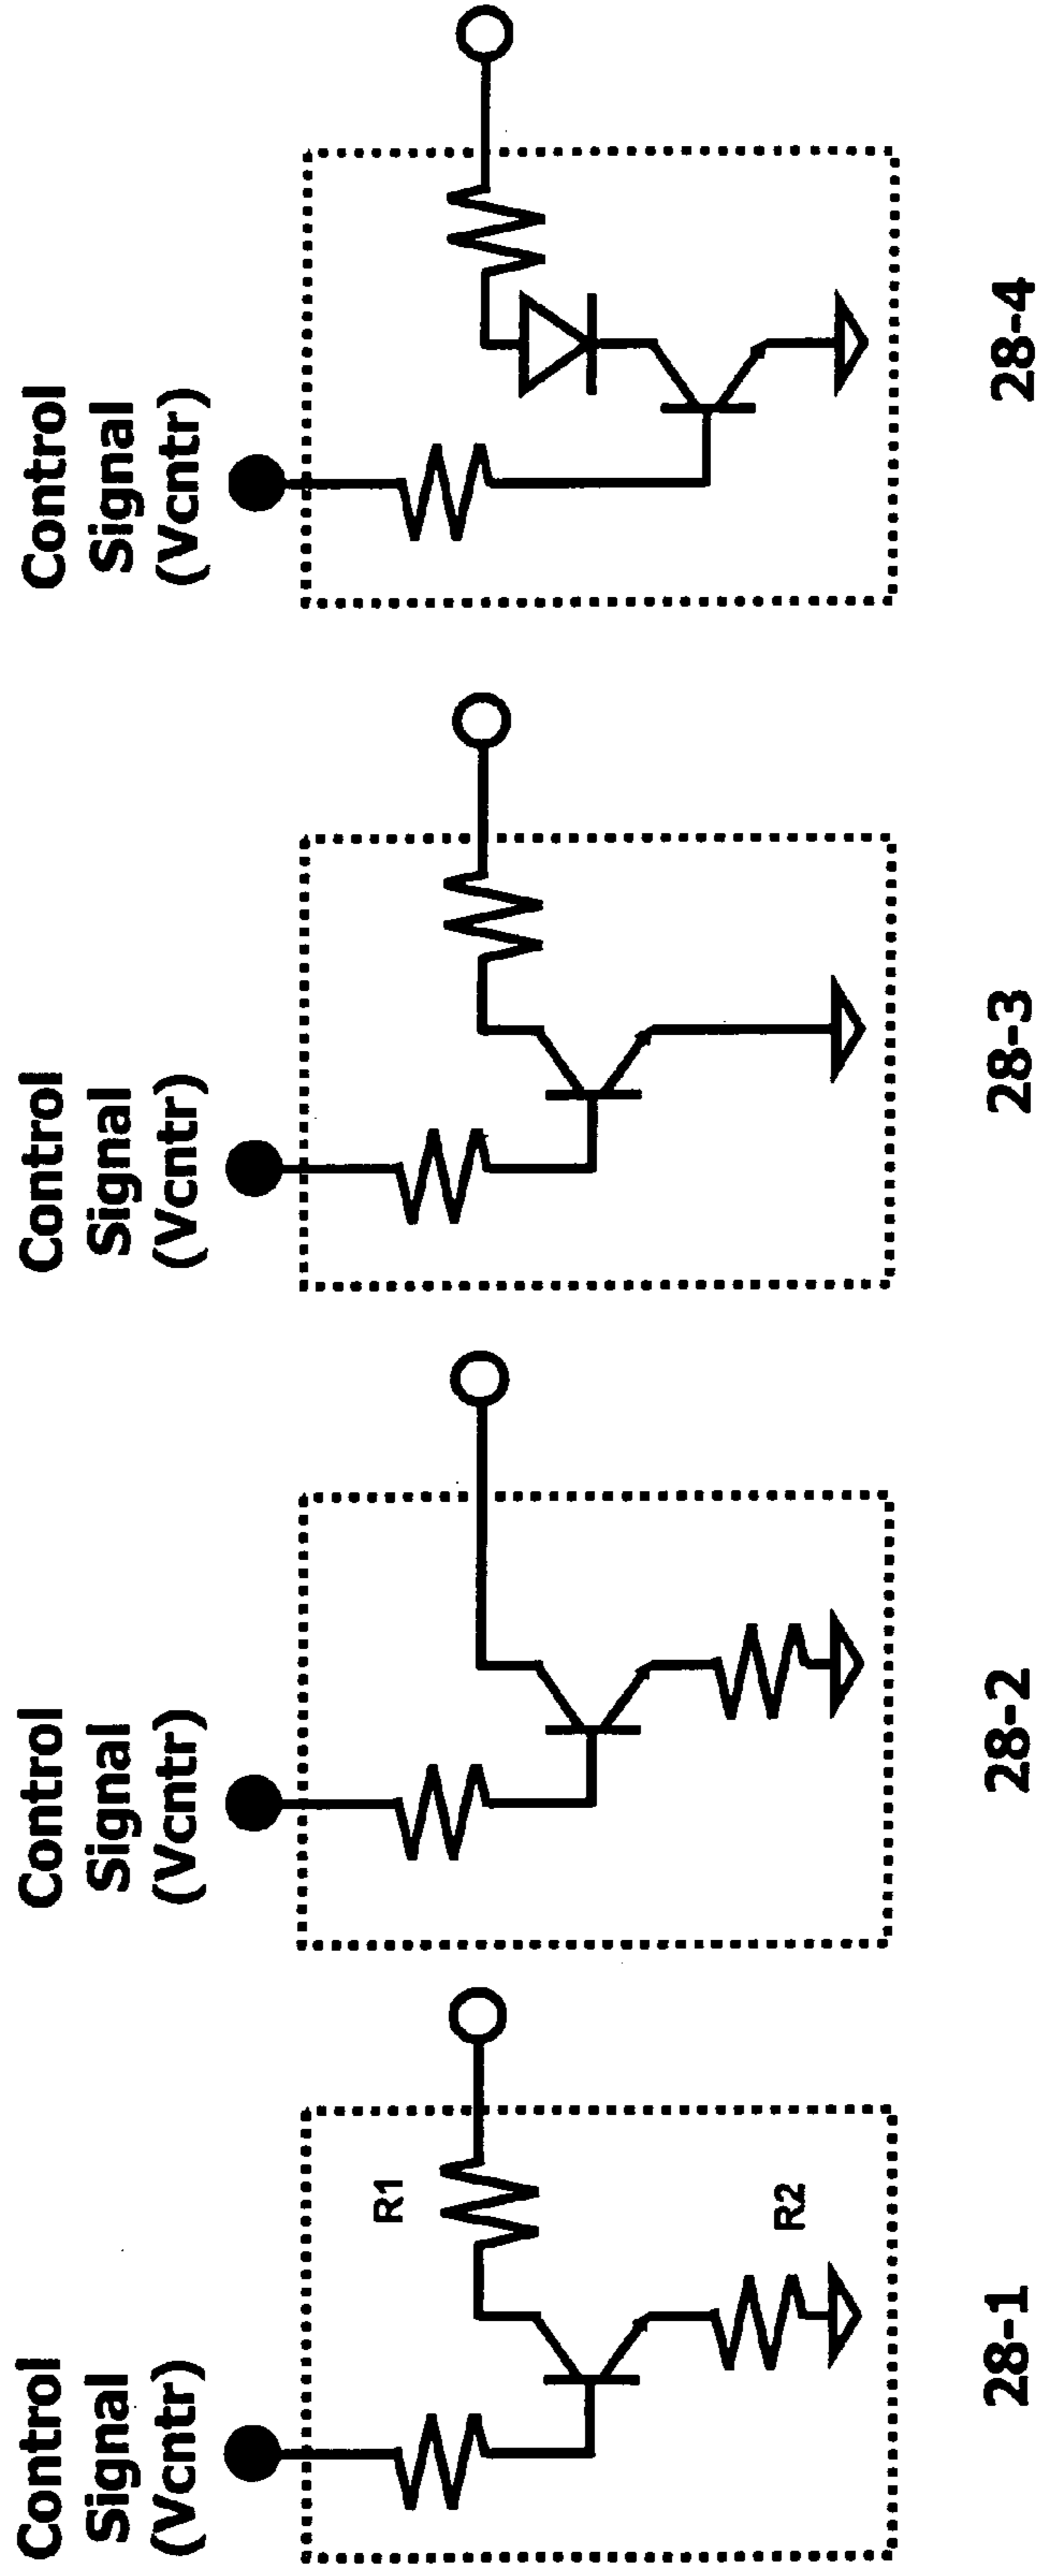 Control
Signal
(Vcntr)
R1
R2
28-1
Control
Signal
(Vcntr)
28-2
Control
Signal
(Vcntr)
28-3
Control
Signal
(Vcntr)
28-4